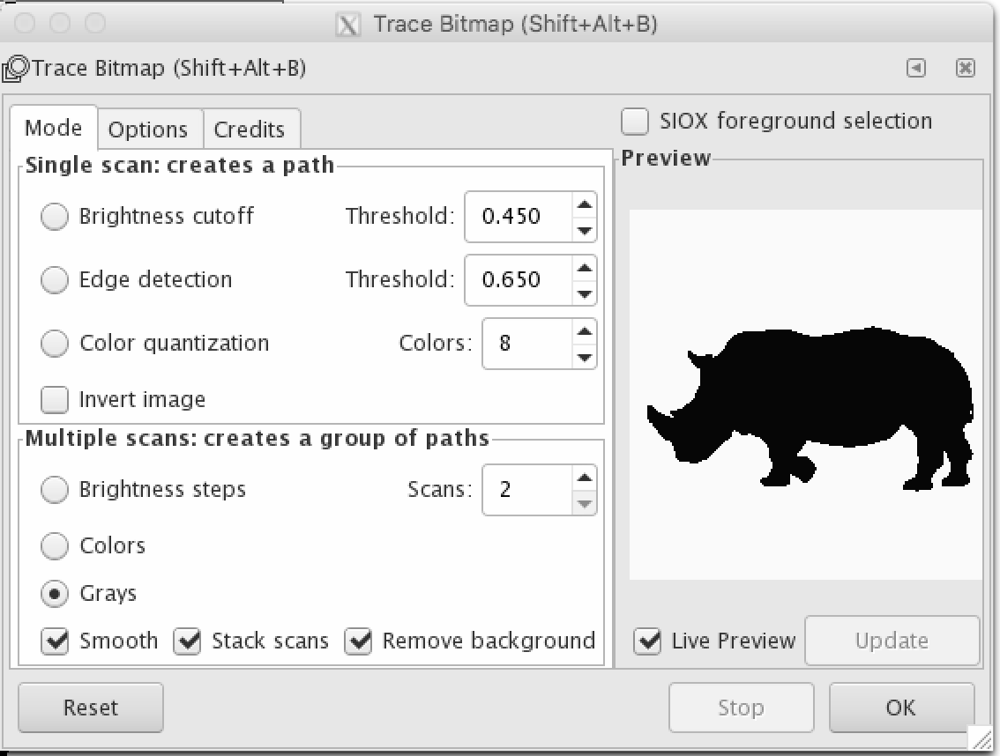 Trace Bitmap (Shift+Alt+B)
Trace Bitmap (Shift+Alt+B)
Mode Options Credits
SIOX foreground selection
Single scan: creates a path
Preview
Brightness cutoff Threshold: 0.450
Edge detection Threshold: 0.650
Color quantization Colors: 8
Invert image
Multiple scans: creates a group of paths
Brightness steps Scans: 2
Colors
Grays
Smooth Stack scans Remove background
Live Preview Update
Reset Stop OK